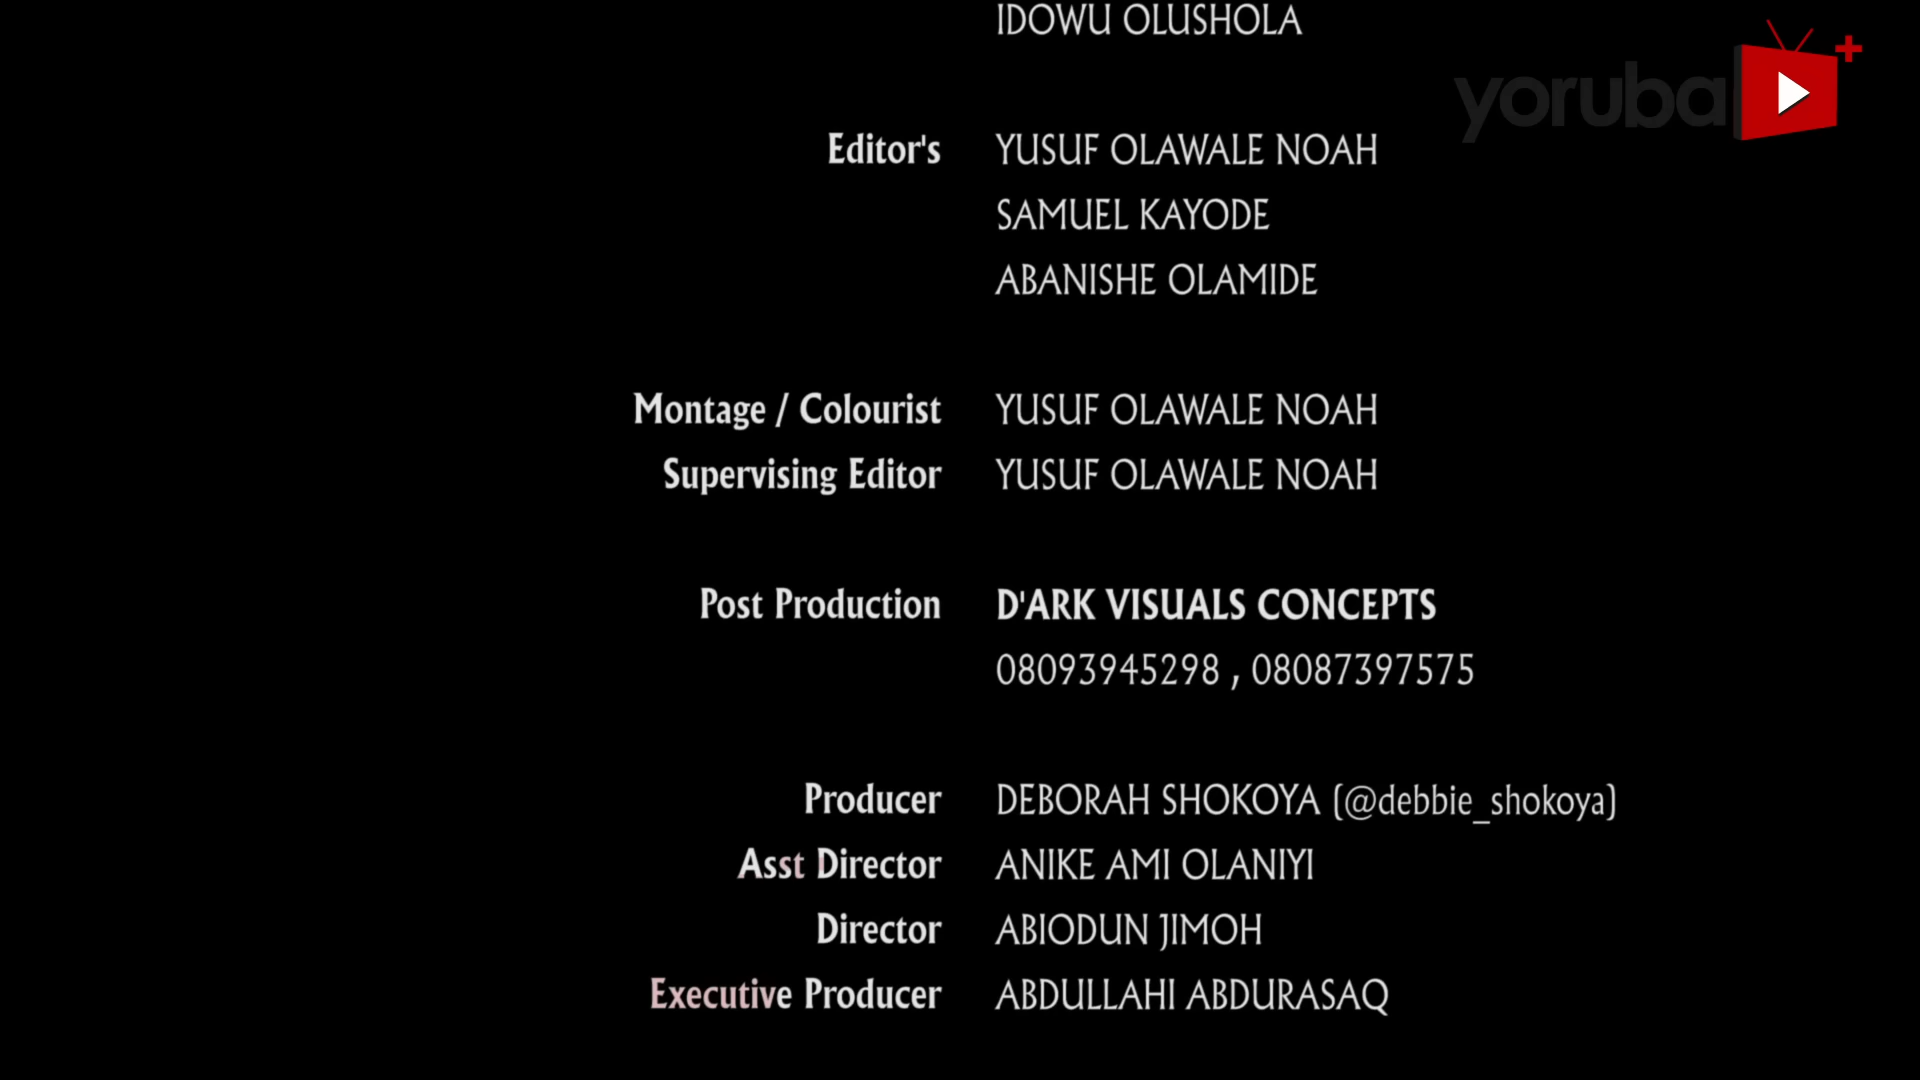 IDOWU OLUSHOLA
yoruba
Editor's YUSUF OLAWALE NOAH
SAMUEL KAYODE
ABANISHE OLAMIDE
Montage / Colourist YUSUF OLAWALE NOAH
Supervising Editor YUSUF OLAWALE NOAH
Post Production D'ARK VISUALS CONCEPTS
08093945298 , 08087397575
Producer DEBORAH SHOKOYA (@debbie_shokoya)
Asst Director ANIKE AMI OLANIYI
Director ABIODUN JIMOH
Executive Producer ABDULLAHI ABDURASAQ